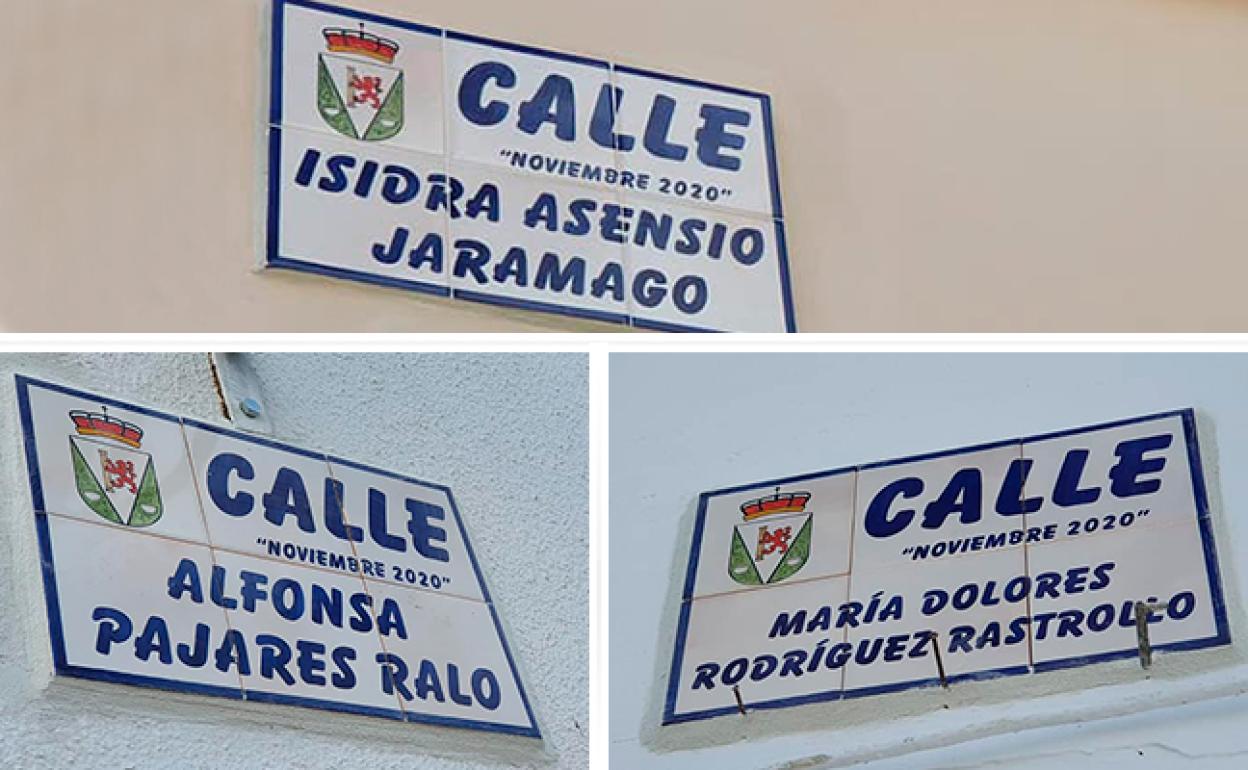 CALLE
"NOVIEMBRE 2020"
ISIDRA ASENSIO
JARAMAGO
CALLE
"NOVIEMBRE 2020"
ALFONSA
PAJARES RALO
CALLE
"NOVIEMBRE 2020"
MARÍA DOLORES
RODRÍGUEZ RASTROLLO